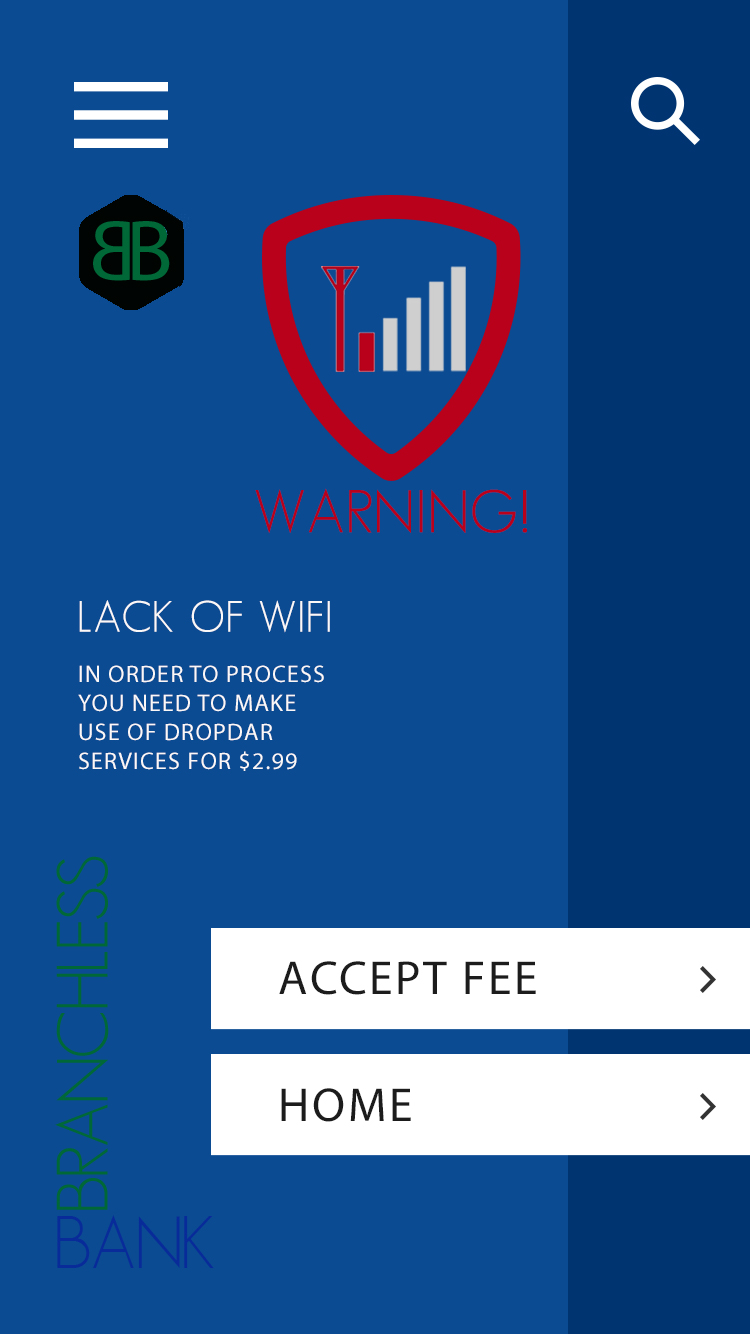 BB
WARNING!
LACK OF WIFI
IN ORDER TO PROCESS
YOU NEED TO MAKE
USE OF DROPDAR
SERVICES FOR $2.99
ACCEPT FEE
HOME
BRANCHLESS
BANK